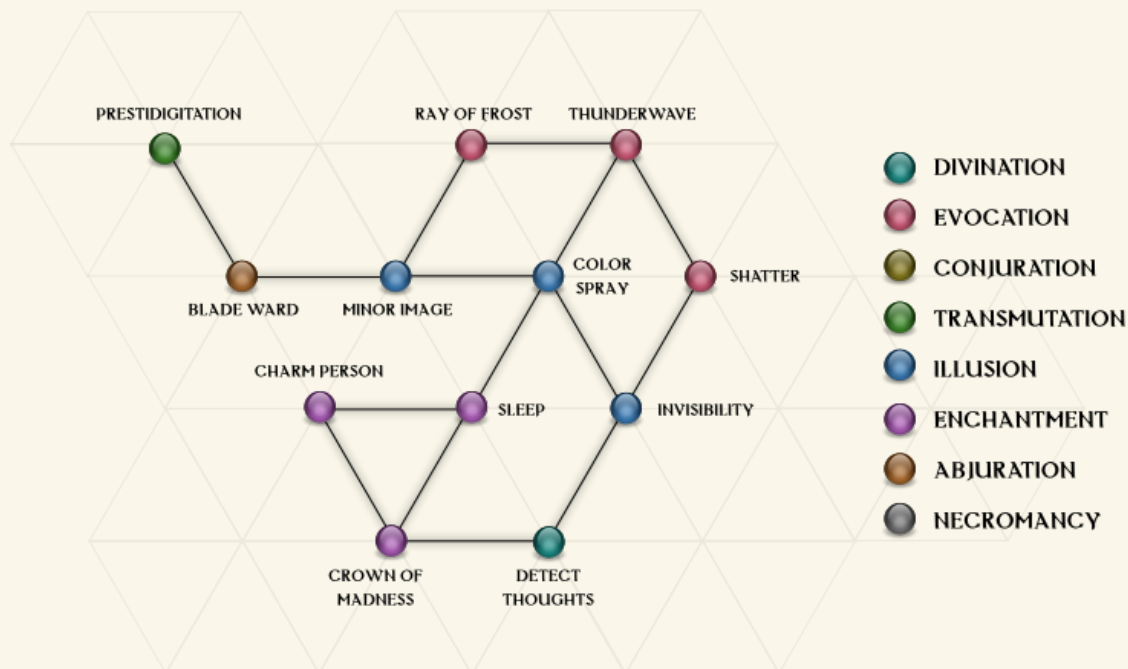 PRESTIDIGITATION
RAY OF FROST
THUNDERWAVE
BLADE WARD
MINOR IMAGE
COLOR
SPRAY
SHATTER
CHARM PERSON
SLEEP
INVISIBILITY
CROWN OF
MADNESS
DETECT
THOUGHTS
DIVINATION
EVOCATION
CONJURATION
TRANSMUTATION
ILLUSION
ENCHANTMENT
ABJURATION
NECROMANCY